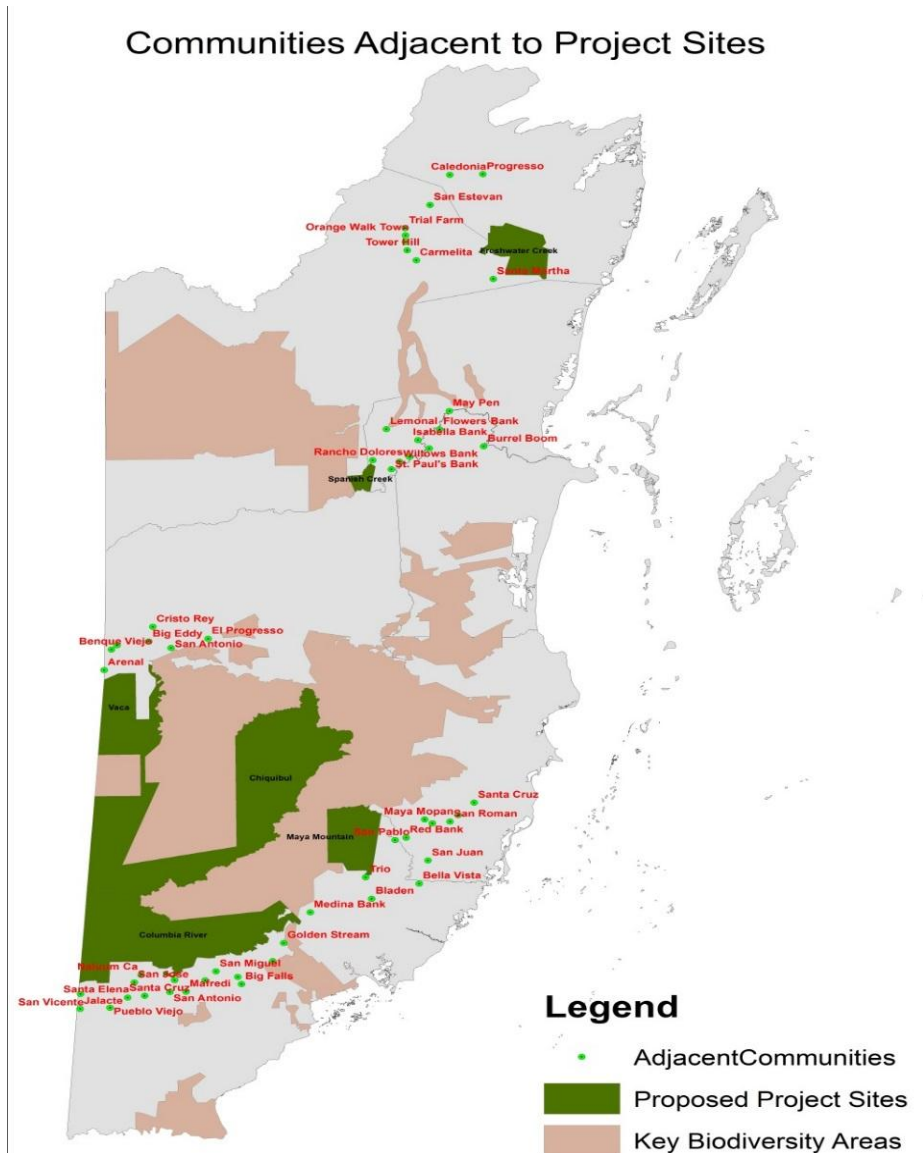 Communities Adjacent to Project Sites
Caledonia Progresso
San Estevan
Trial Farm
Orange Walk Town
Tower Hill
Carmelita
Freshwater Creek
Santa Martha
May Pen
Lemonal Flowers Bank
Isabella Bank
Burrel Boom
Rancho Dolores Willows Bank
St. Paul's Bank
Spanish Creek
Cristo Rey
Big Eddy El Progresso
Benque Viejo San Antonio
Arenal
Vaca
Chiquibul
Santa Cruz
Maya Mopang San Roman
Maya Mountain San Pablo Red Bank
San Juan
Trio
Bella Vista
Bladen
Medina Bank
Columbia River
Golden Stream
San Miguel
San Jose Big Falls
Mafredi
Santa Elena Santa Cruz
San Vicente Jalacte San Antonio
Pueblo Viejo
Legend
AdjacentCommunities
Proposed Project Sites
Key Biodiversity Areas